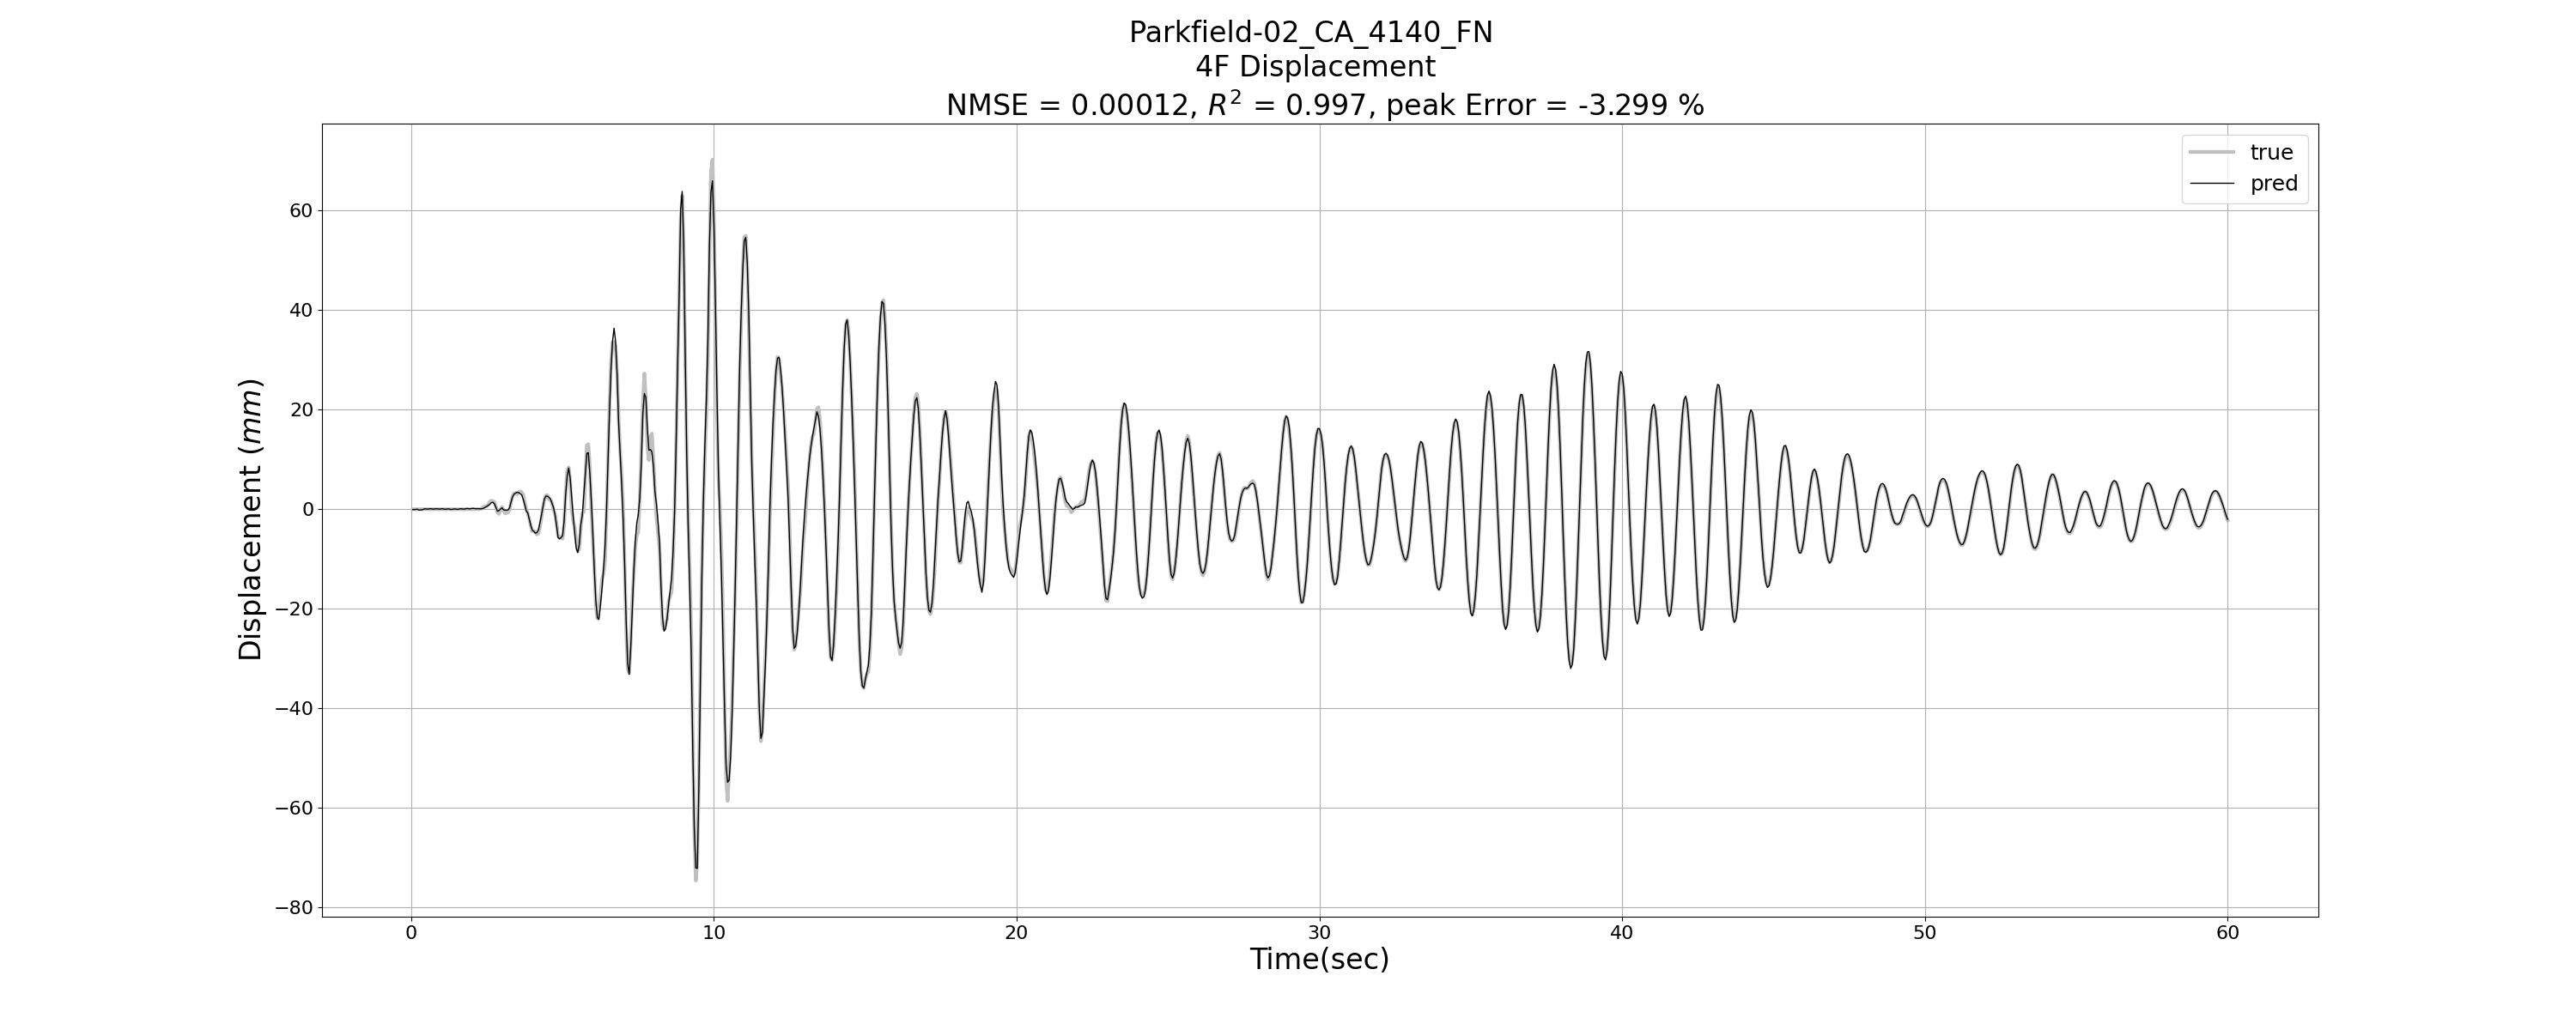 Parkfield-02_CA_4140_FN
4F Displacement
NMSE = 0.00012, R² = 0.997, peak Error = -3.299 %
true
pred
Displacement (mm)
60
40
20
0
−20
−40
−60
−80
0 10 20 30 40 50 60
Time(sec)